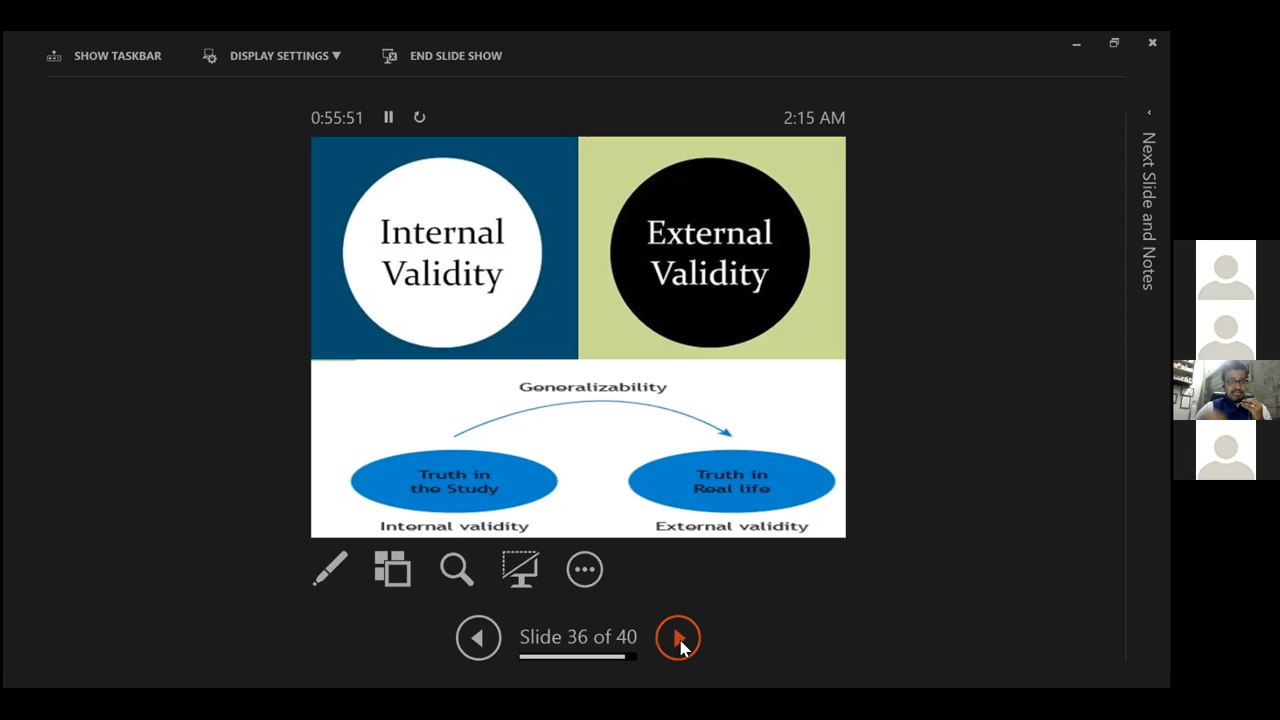 SHOW TASKBAR
DISPLAY SETTINGS ▼
END SLIDE SHOW
0:55:51
2:15 AM
Internal
Validity
External
Validity
Generalizability
Truth in
the Study
Truth in
Real life
Internal validity
External validity
Slide 36 of 40
Next Slide and Notes